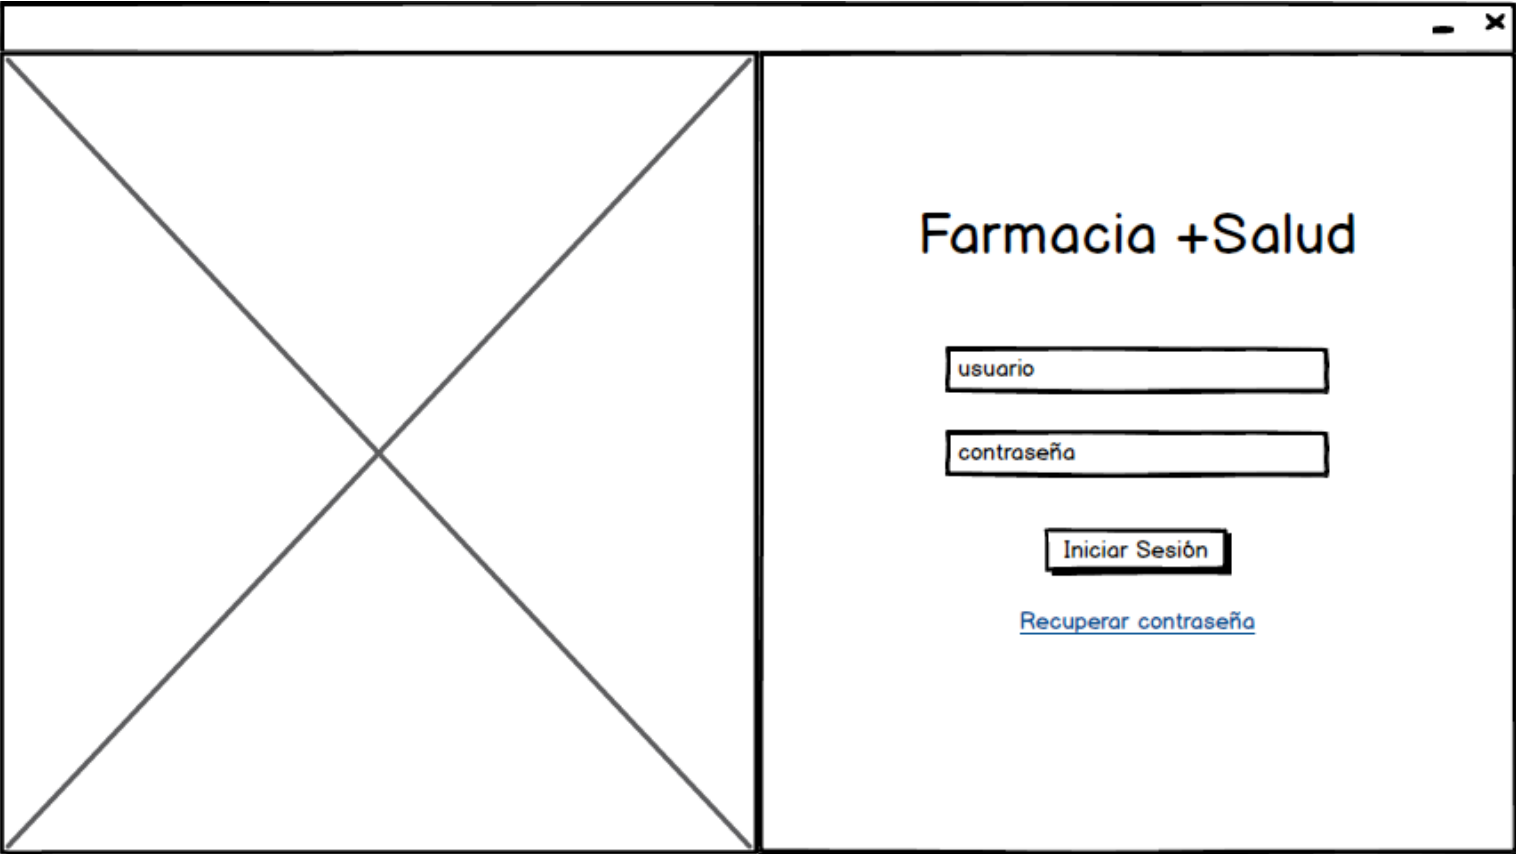 Farmacia +Salud
usuario
contraseña
Iniciar Sesión
Recuperar contraseña